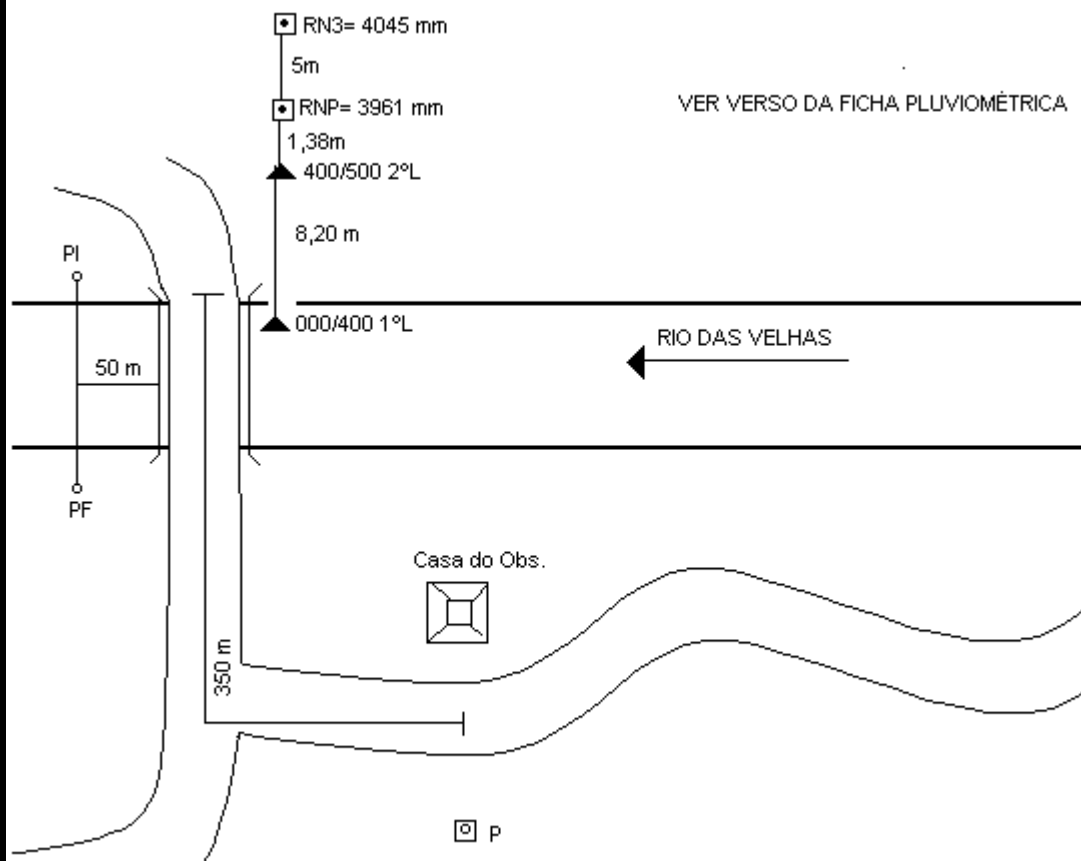 RN3= 4045 mm
5m
RNP= 3961 mm
VER VERSO DA FICHA PLUVIOMÉTRICA
1,38m
400/500 2ºL
8,20 m
PI
000/400 1ºL
RIO DAS VELHAS
50 m
PF
Casa do Obs.
350 m
P